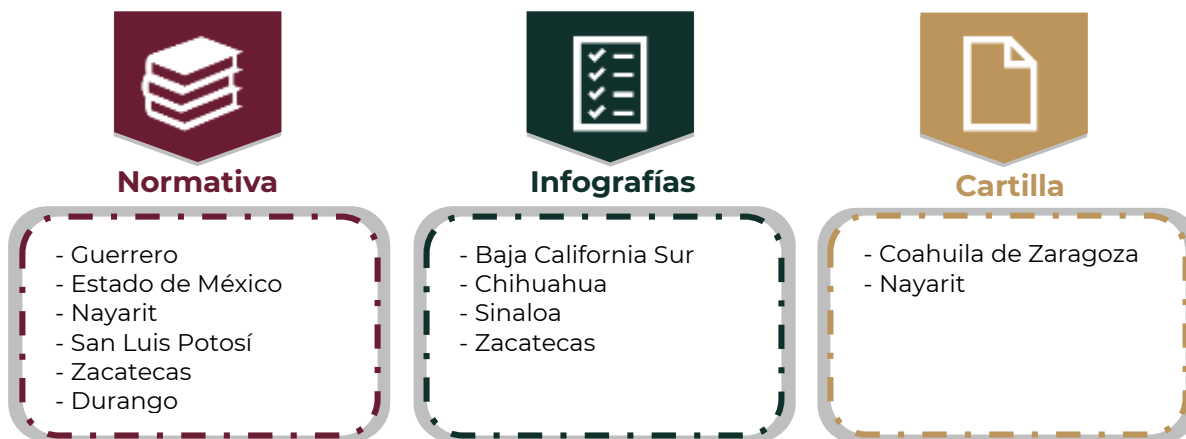 Normativa
- Guerrero
- Estado de México
- Nayarit
- San Luis Potosí
- Zacatecas
- Durango
Infografías
- Baja California Sur
- Chihuahua
- Sinaloa
- Zacatecas
Cartilla
- Coahuila de Zaragoza
- Nayarit